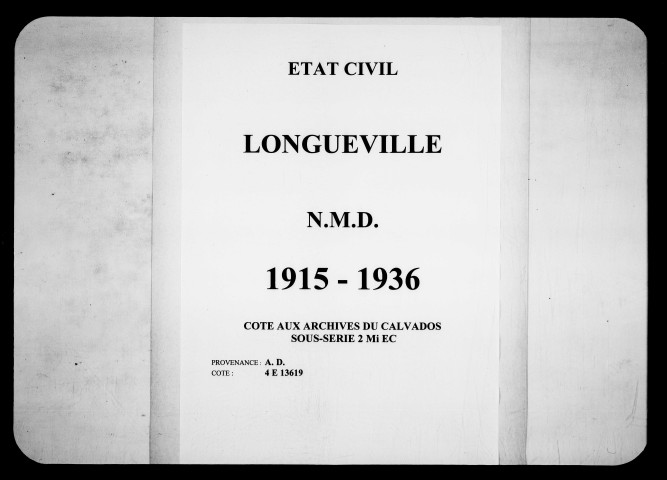 ETAT CIVIL
LONGUEVILLE
N.M.D.
1915 - 1936
COTE AUX ARCHIVES DU CALVADOS
SOUS-SERIE 2 Mi EC
PROVENANCE : A. D.
COTE : 4 E 13619